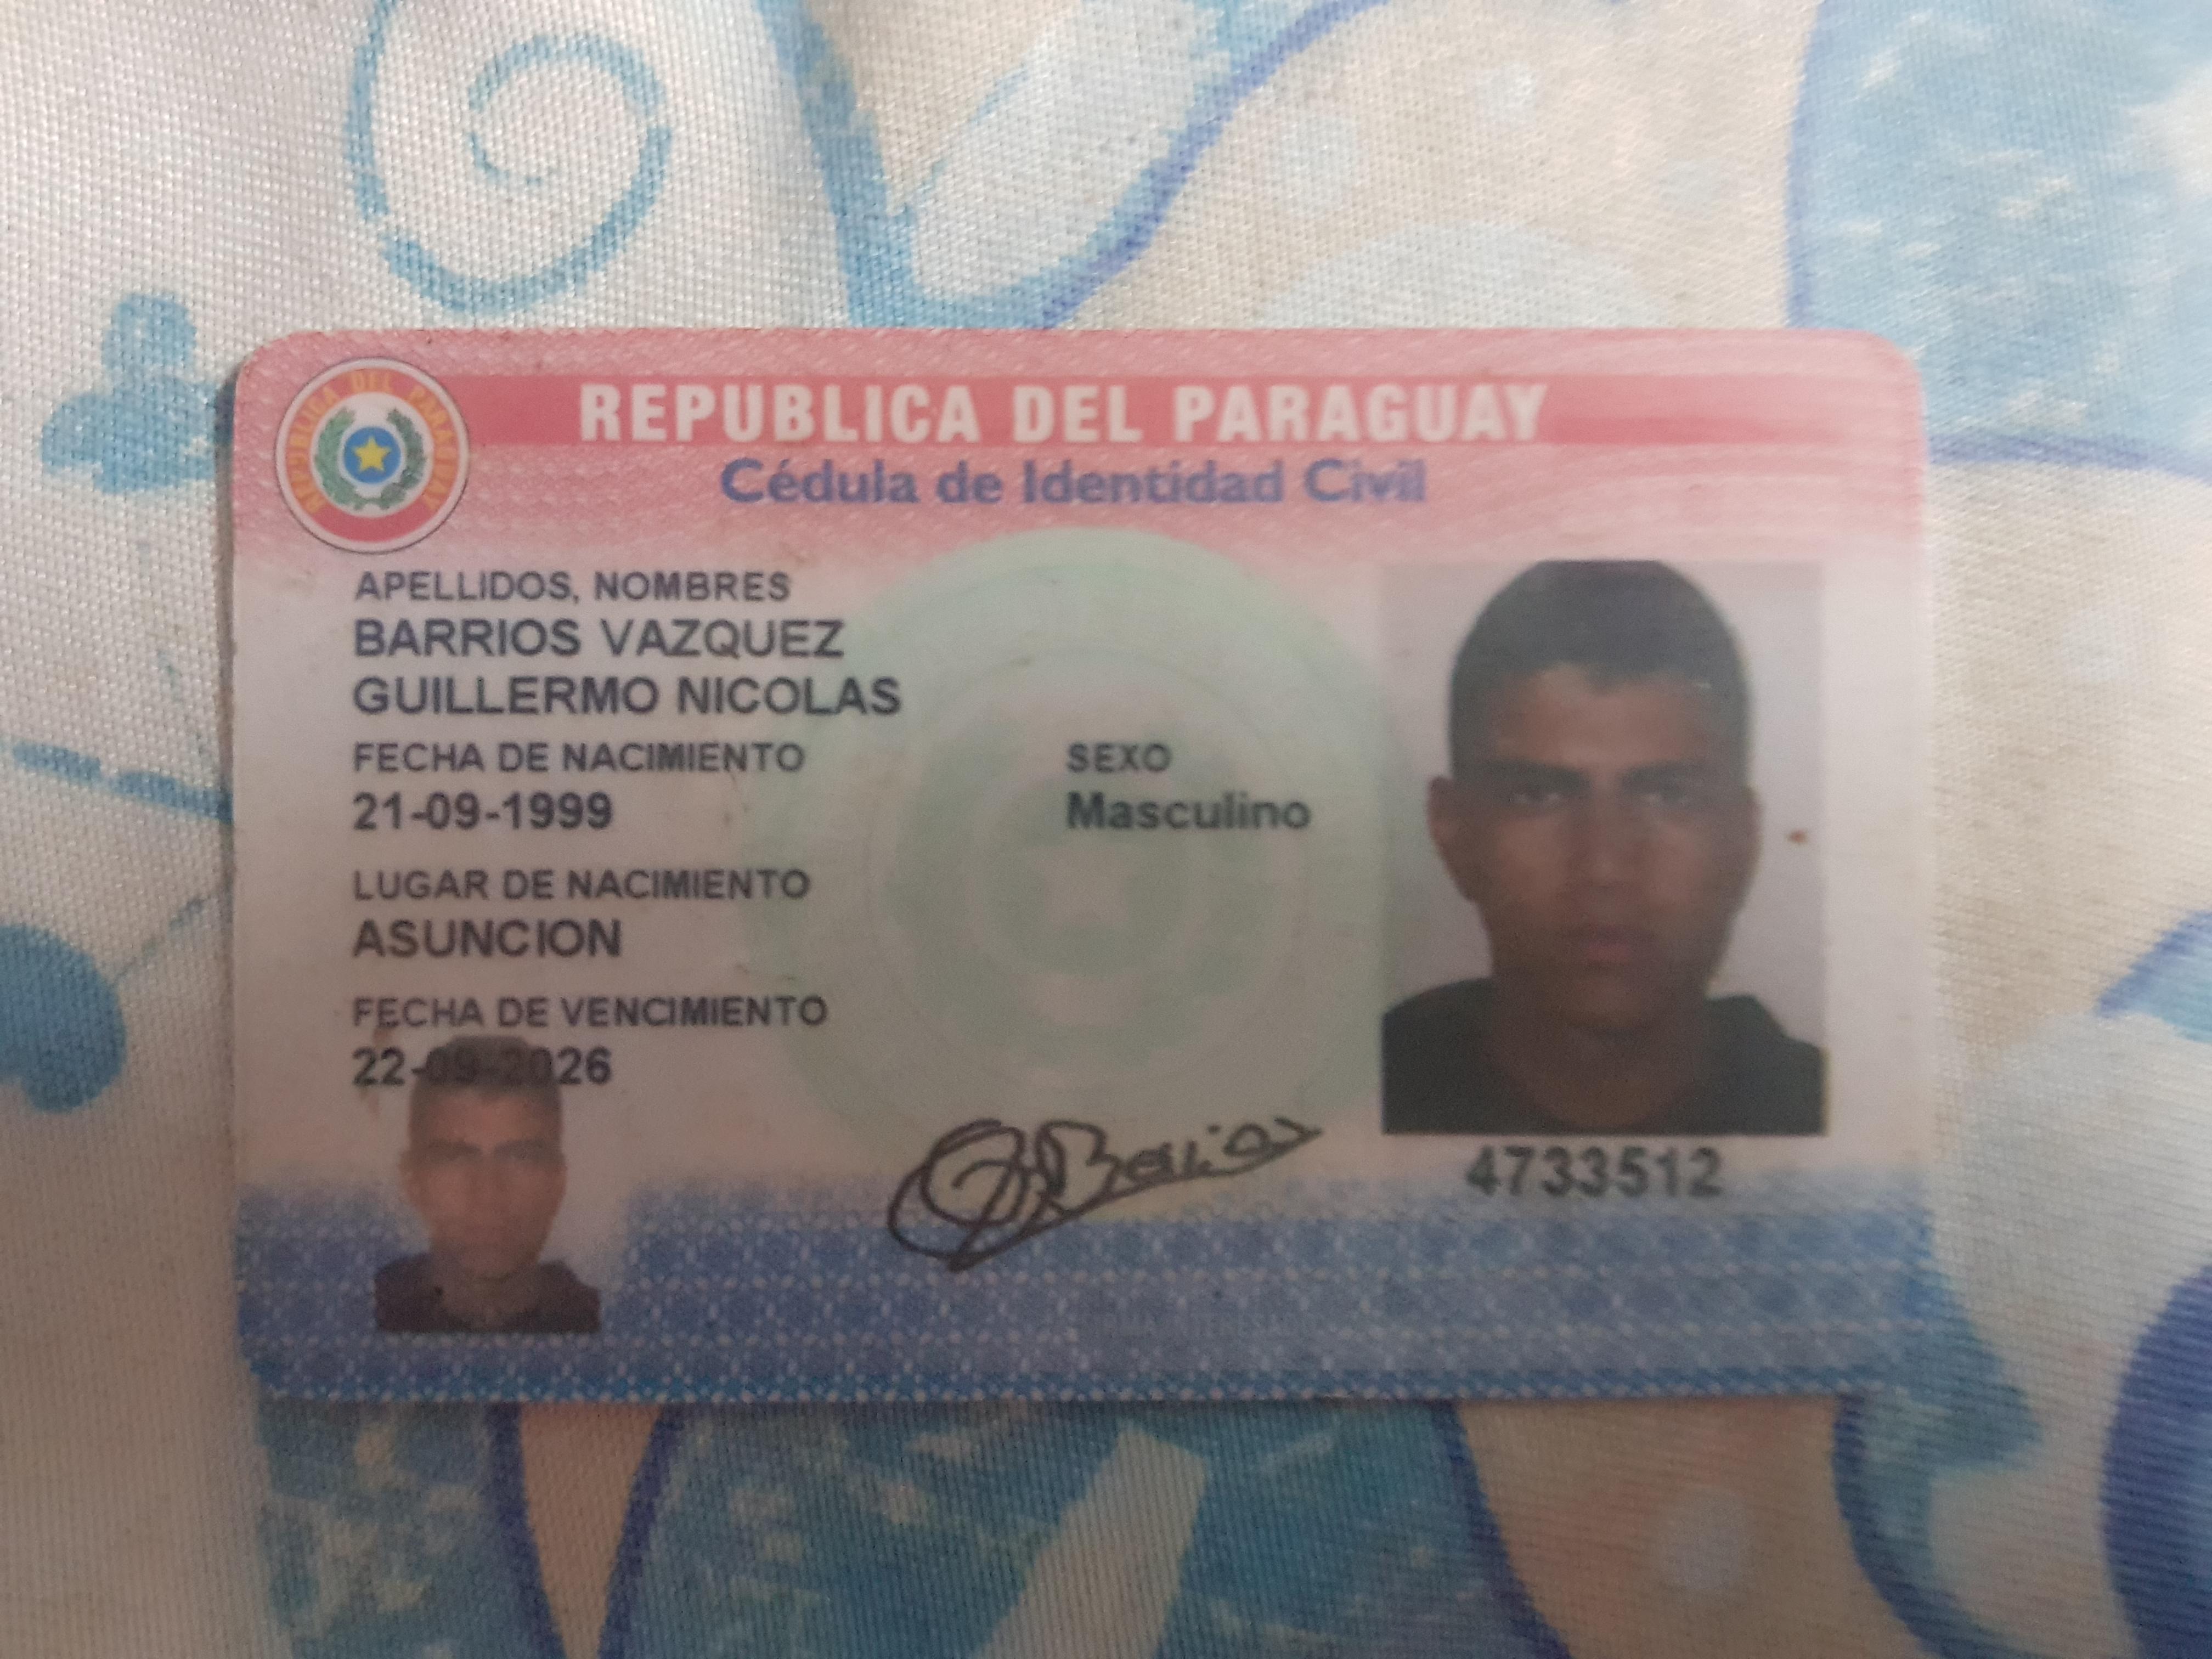 REPUBLICA DEL PARAGUAY
REPUBLICA DEL PARAGUAY
Cédula de Identidad Civil
APELLIDOS, NOMBRES
BARRIOS VAZQUEZ
GUILLERMO NICOLAS
FECHA DE NACIMIENTO
21-09-1999
SEXO
Masculino
LUGAR DE NACIMIENTO
ASUNCION
FECHA DE VENCIMIENTO
22-09-2026
4733512